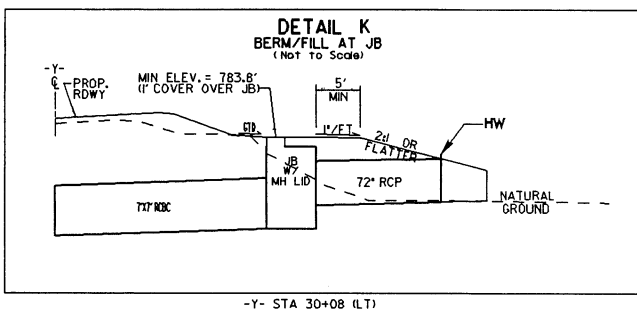 DETAIL K
BERM/FILL AT JB
(Not to Scale)
-Y-
℄
PROP.
RDWY
MIN ELEV. = 783.8'
(1' COVER OVER JB)
5'
MIN
1"/FT.
2:1 OR
FLATTER
HW
JB
W/
MH LID
72" RCP
7'X7' RCBC
NATURAL
GROUND
-Y- STA 30+08 (LT)